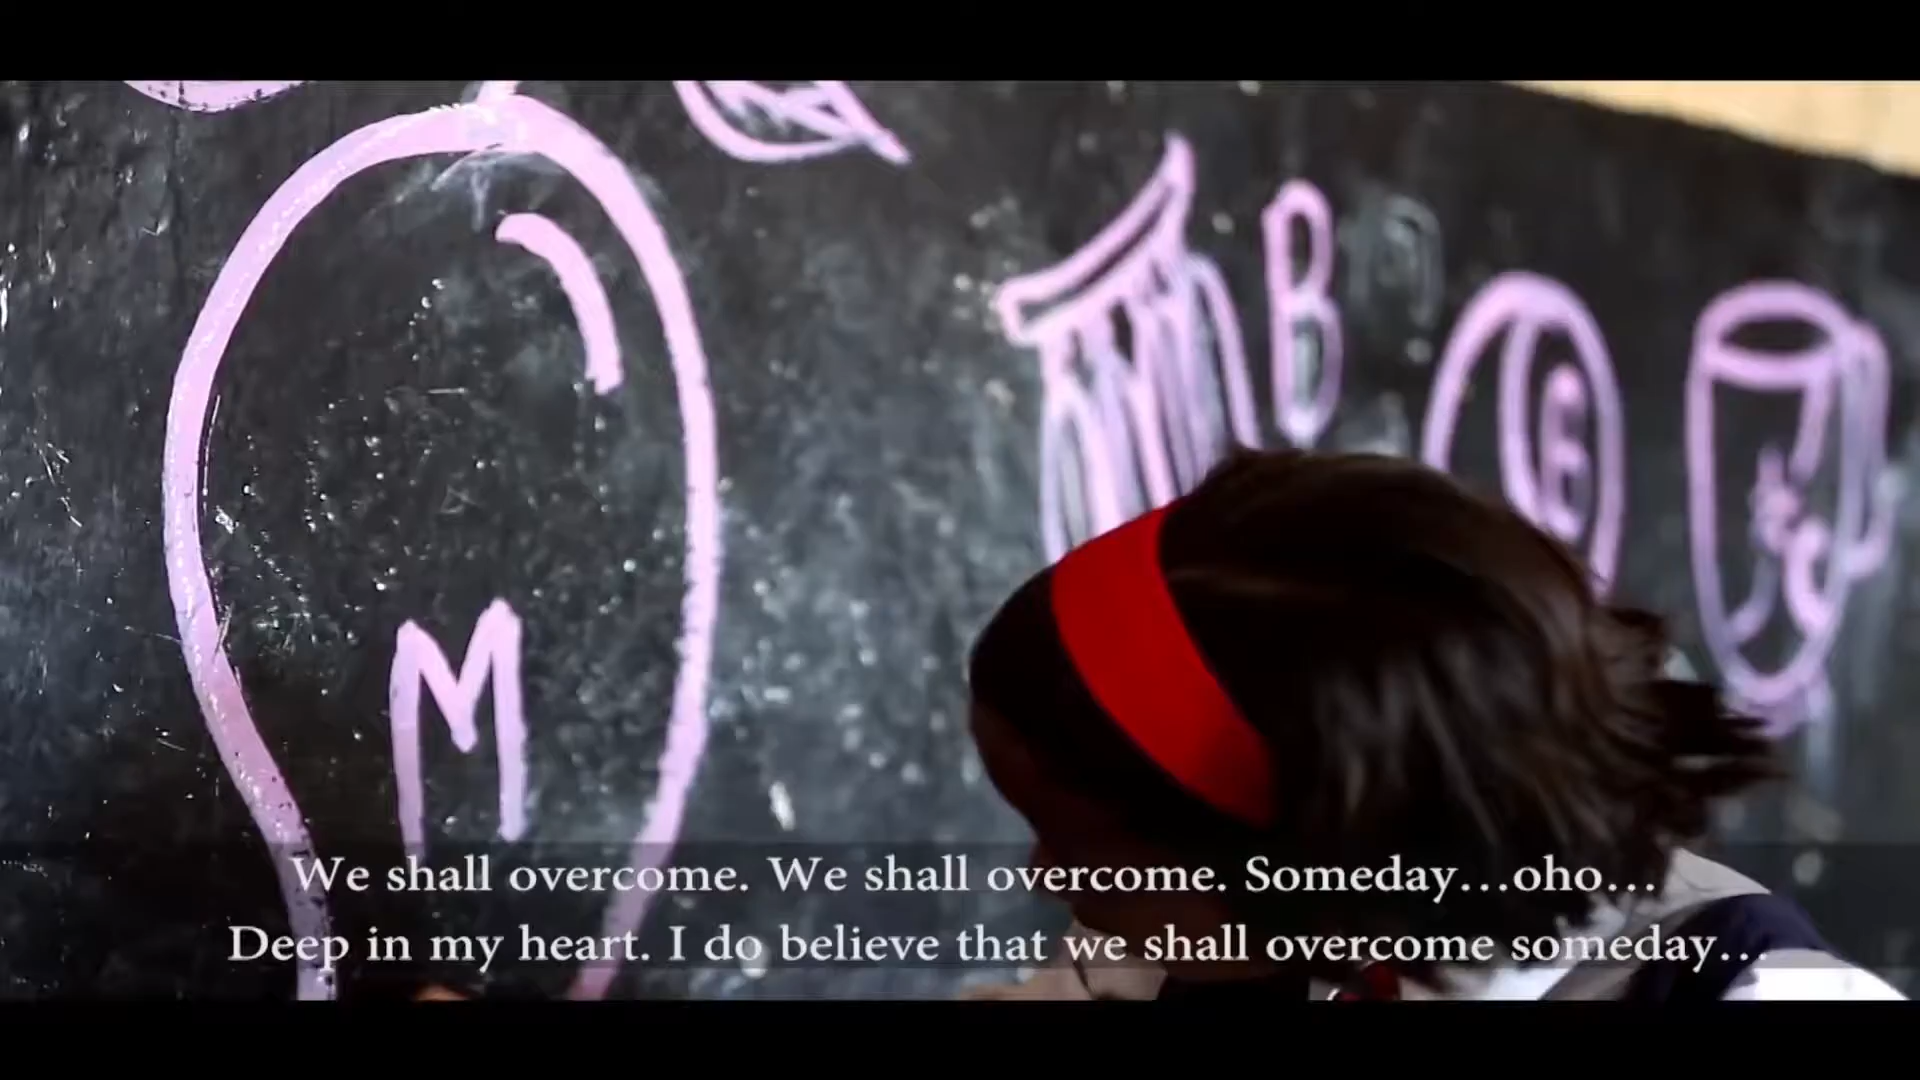 B
E
M
We shall overcome. We shall overcome. Someday...oho...
Deep in my heart. I do believe that we shall overcome someday...